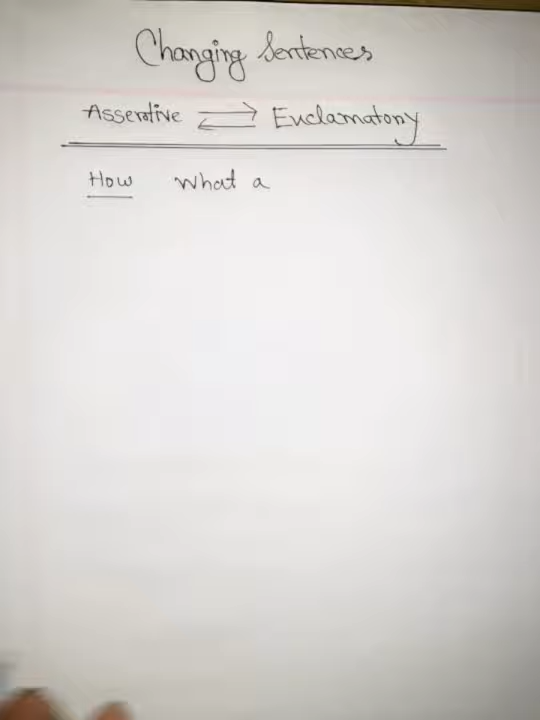 Changing Sentences
Assertive ⇄ Exclamatory
How What a